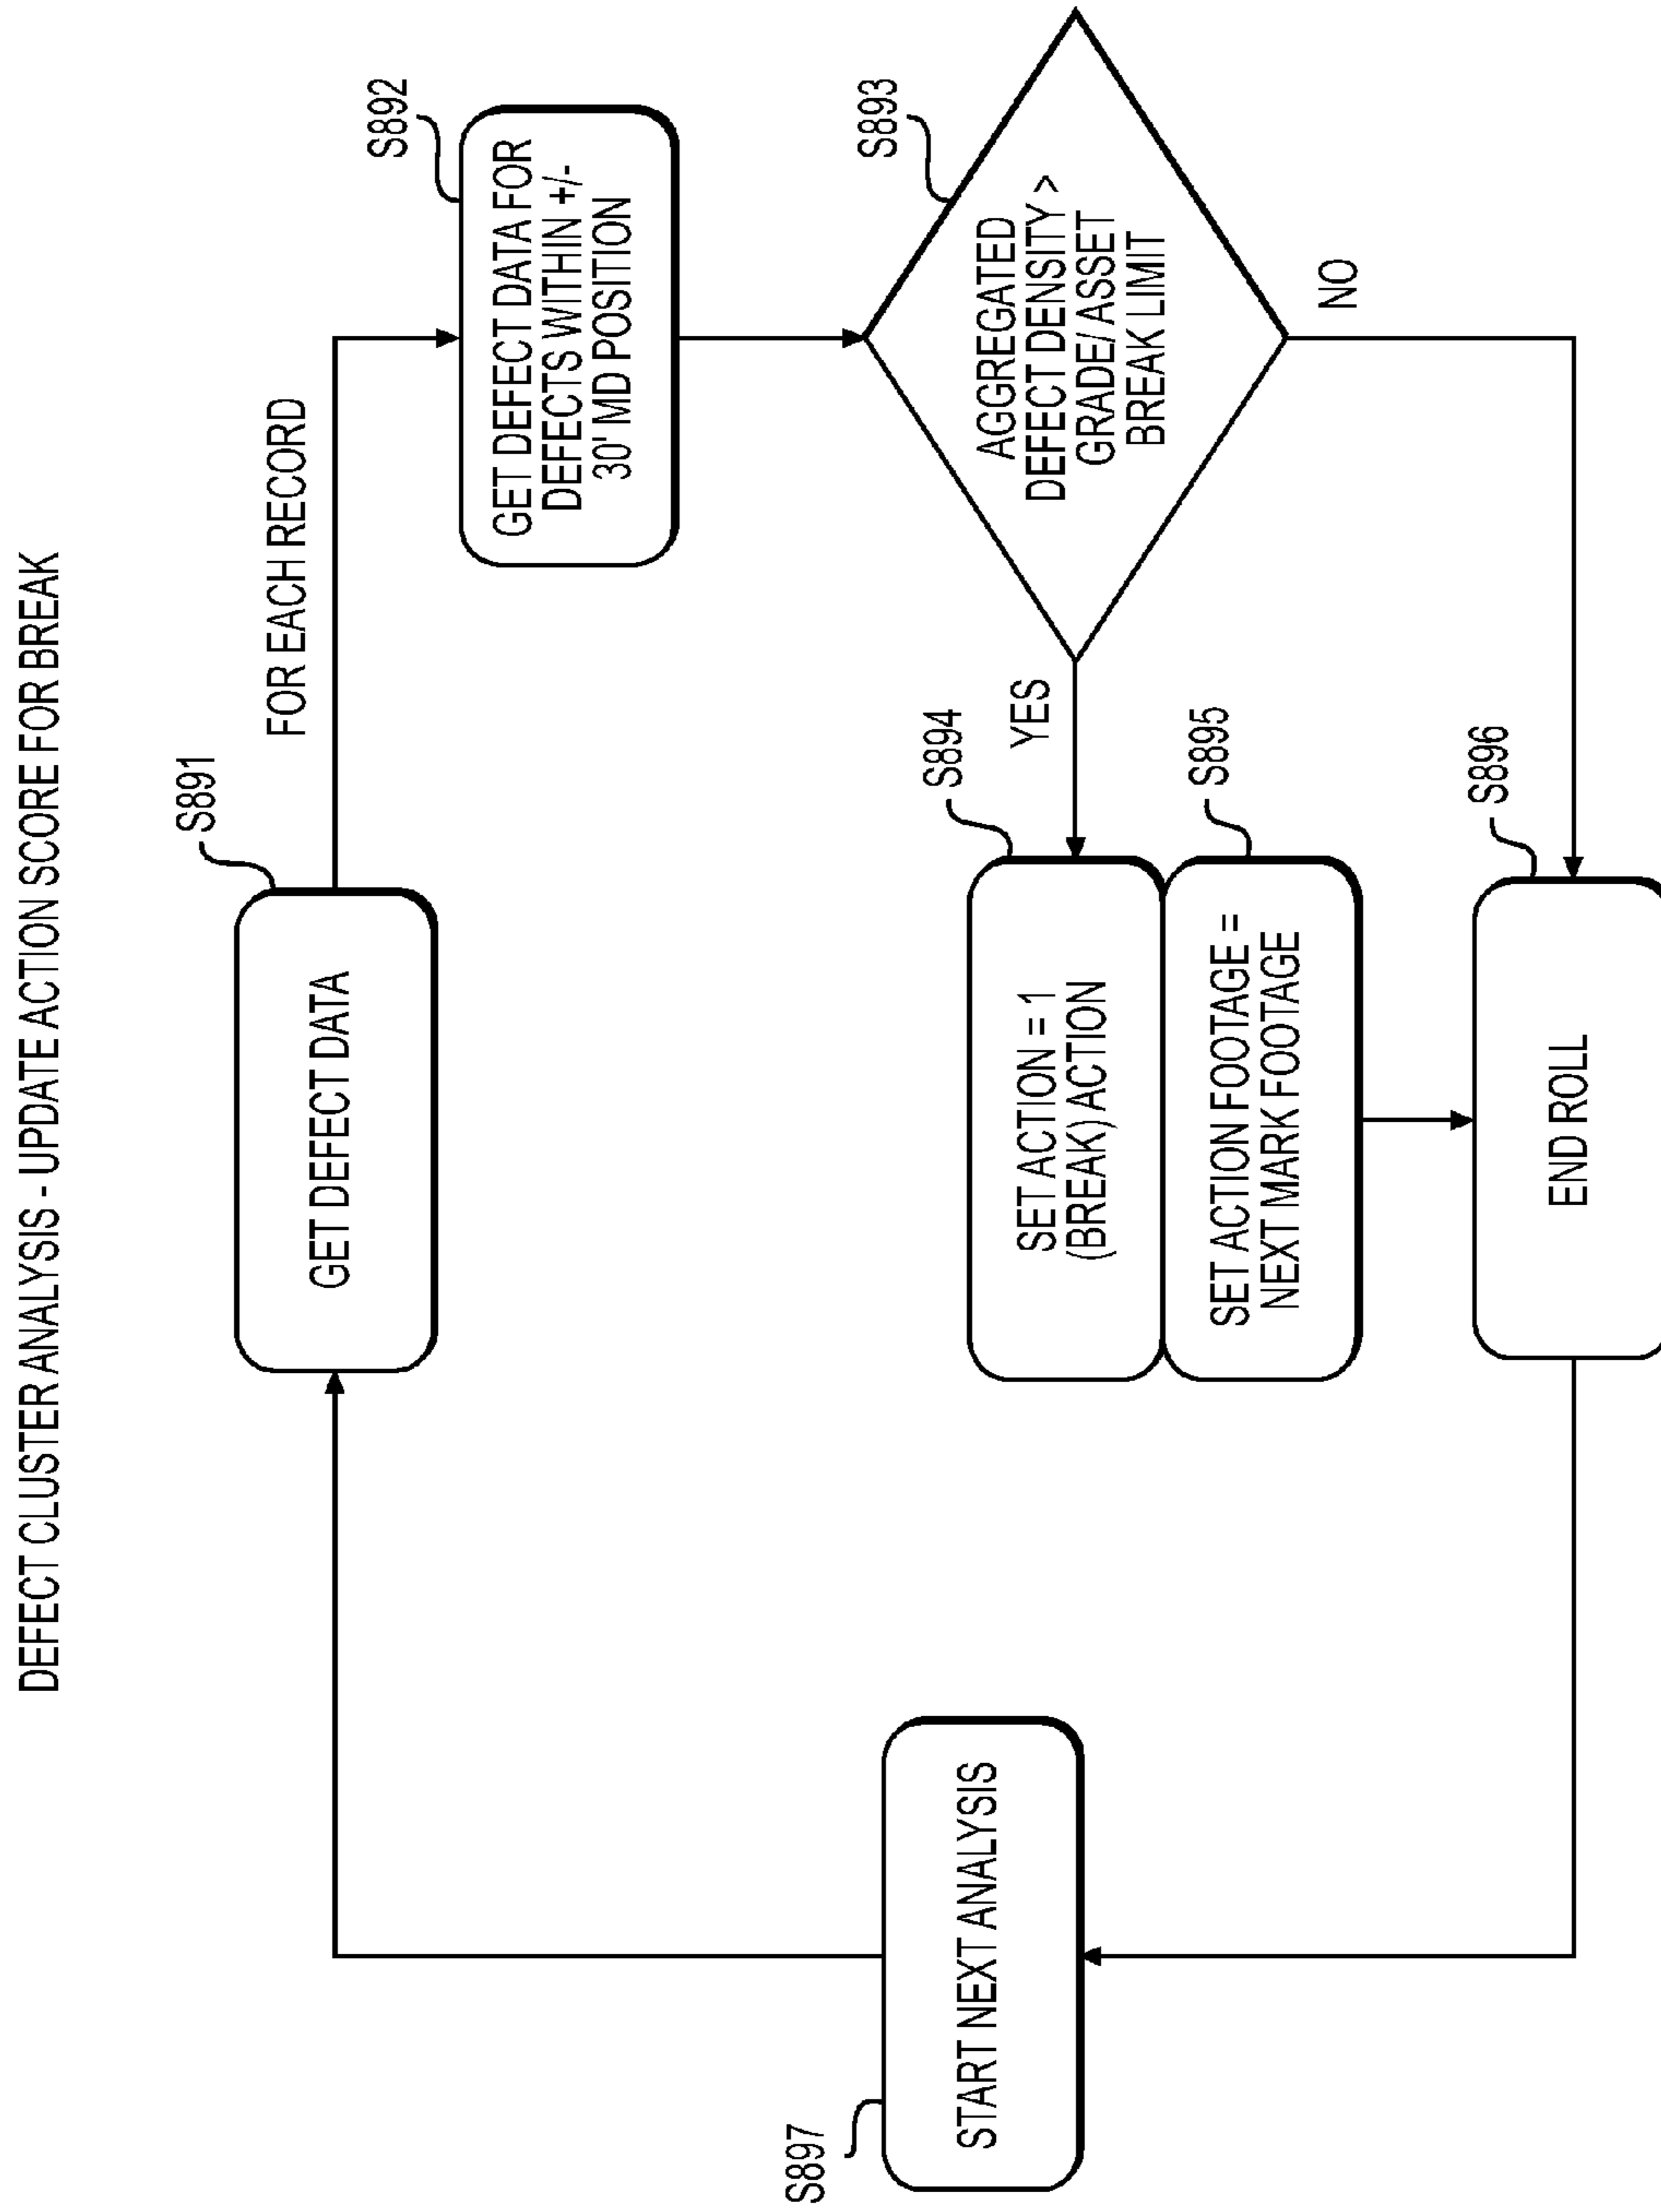 DEFECT CLUSTER ANALYSIS - UPDATE ACTION SCORE FOR BREAK
S891
GET DEFECT DATA
FOR EACH RECORD
S892
GET DEFECT DATA FOR
DEFECTS WITHIN +/-
30' MD POSITION
S893
AGGREGATED
DEFECT DENSITY >
GRADE/ASSET
BREAK LIMIT
YES
NO
S894
SET ACTION = 1
(BREAK) ACTION
S895
SET ACTION FOOTAGE =
NEXT MARK FOOTAGE
S896
END ROLL
S897
START NEXT ANALYSIS